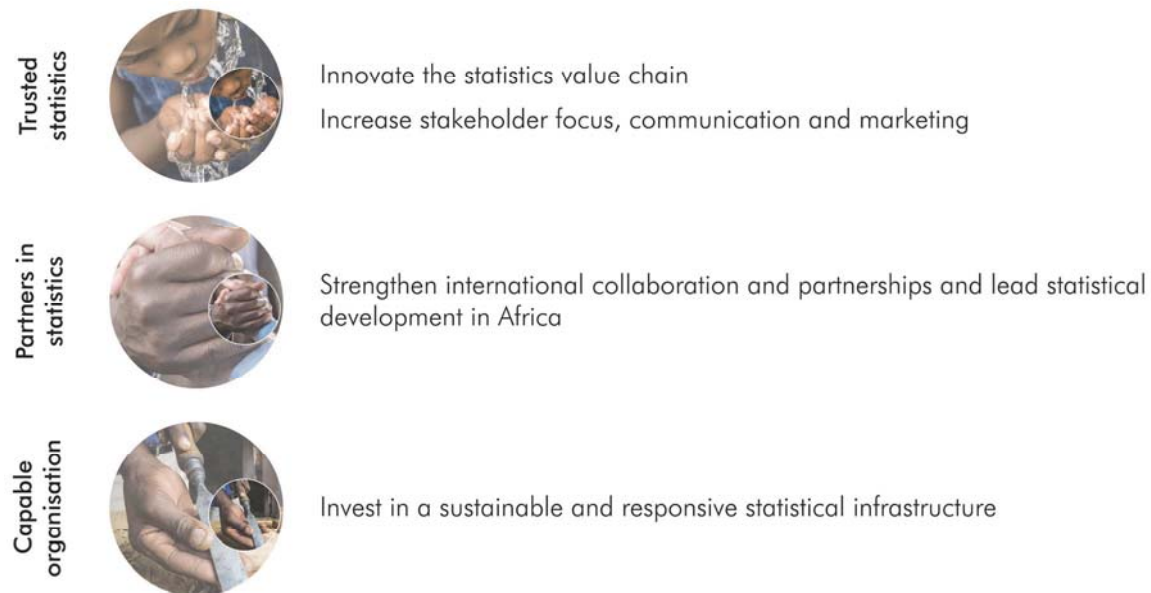 Trusted
statistics
Innovate the statistics value chain
Increase stakeholder focus, communication and marketing
Partners in
statistics
Strengthen international collaboration and partnerships and lead statistical
development in Africa
Capable
organisation
Invest in a sustainable and responsive statistical infrastructure